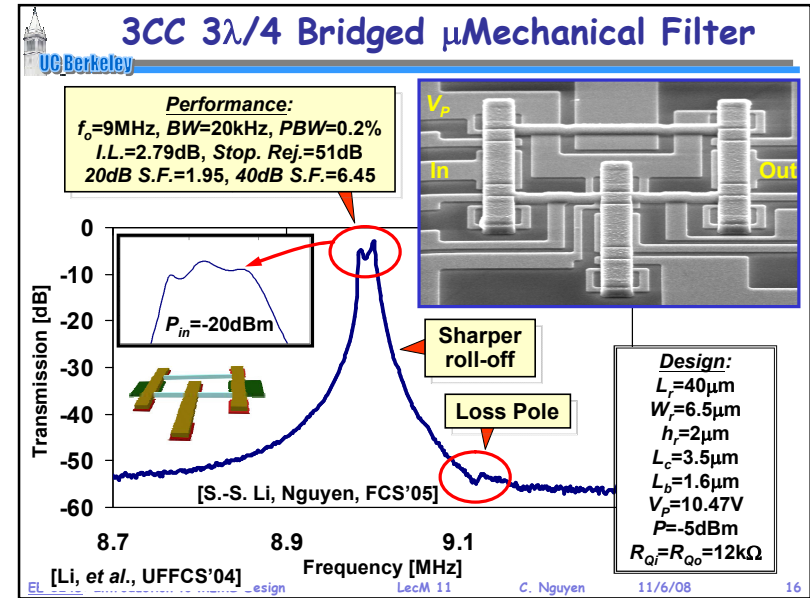 3CC 3λ/4 Bridged μMechanical Filter
UC Berkeley
Performance:
fo=9MHz, BW=20kHz, PBW=0.2%
I.L.=2.79dB, Stop. Rej.=51dB
20dB S.F.=1.95, 40dB S.F.=6.45
VP
In
Out
0
-10
-20
-30
-40
-50
-60
Transmission [dB]
Pin=-20dBm
Sharper
roll-off
Loss Pole
[S.-S. Li, Nguyen, FCS'05]
Design:
Lr=40μm
Wr=6.5μm
hr=2μm
Lc=3.5μm
Lb=1.6μm
VP=10.47V
P=-5dBm
RQi=RQo=12kΩ
8.7
8.9
9.1
Frequency [MHz]
[Li, et al., UFFCS'04]
Design
LecM 11
C. Nguyen
11/6/08
16